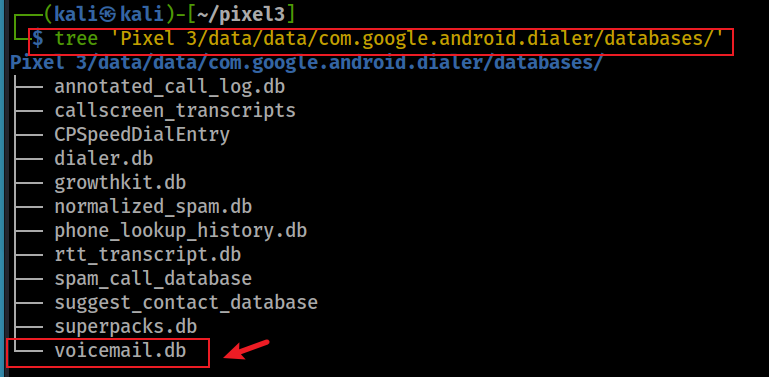 ┌──(kali㉿kali)-[~/pixel3]
└─$ tree 'Pixel 3/data/data/com.google.android.dialer/databases/'
Pixel 3/data/data/com.google.android.dialer/databases/
├── annotated_call_log.db
├── callscreen_transcripts
├── CPSpeedDialEntry
├── dialer.db
├── growthkit.db
├── normalized_spam.db
├── phone_lookup_history.db
├── rtt_transcript.db
├── spam_call_database
├── suggest_contact_database
├── superpacks.db
└── voicemail.db